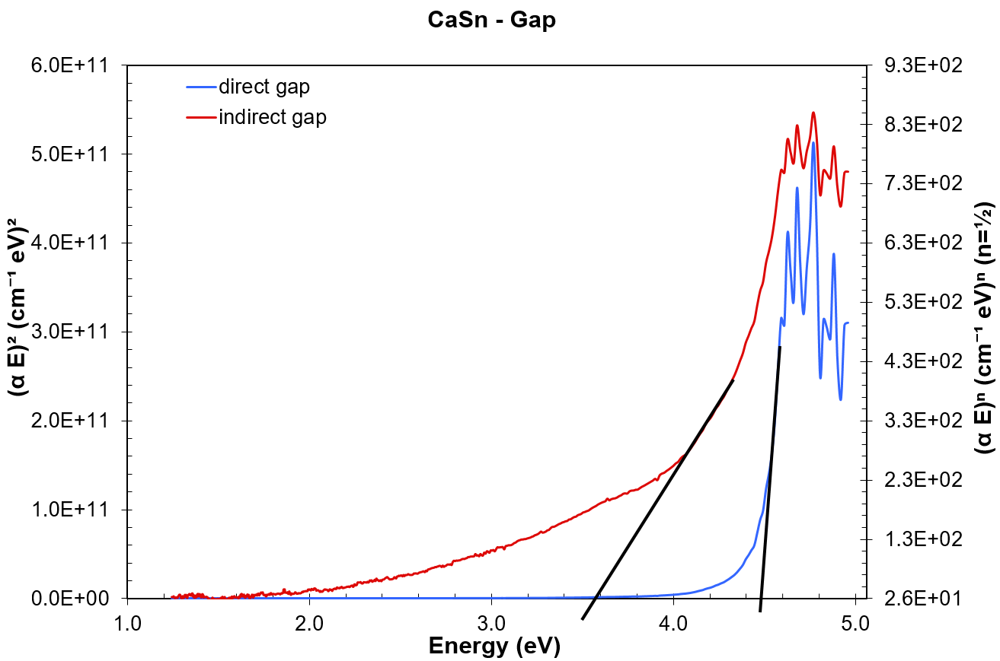 CaSn - Gap
direct gap
indirect gap
6.0E+11
5.0E+11
4.0E+11
3.0E+11
2.0E+11
1.0E+11
0.0E+00
(α E)² (cm⁻¹ eV)²
9.3E+02
8.3E+02
7.3E+02
6.3E+02
5.3E+02
4.3E+02
3.3E+02
2.3E+02
1.3E+02
2.6E+01
(α E)ⁿ (cm⁻¹ eV)ⁿ (n=½)
1.0 2.0 3.0 4.0 5.0
Energy (eV)